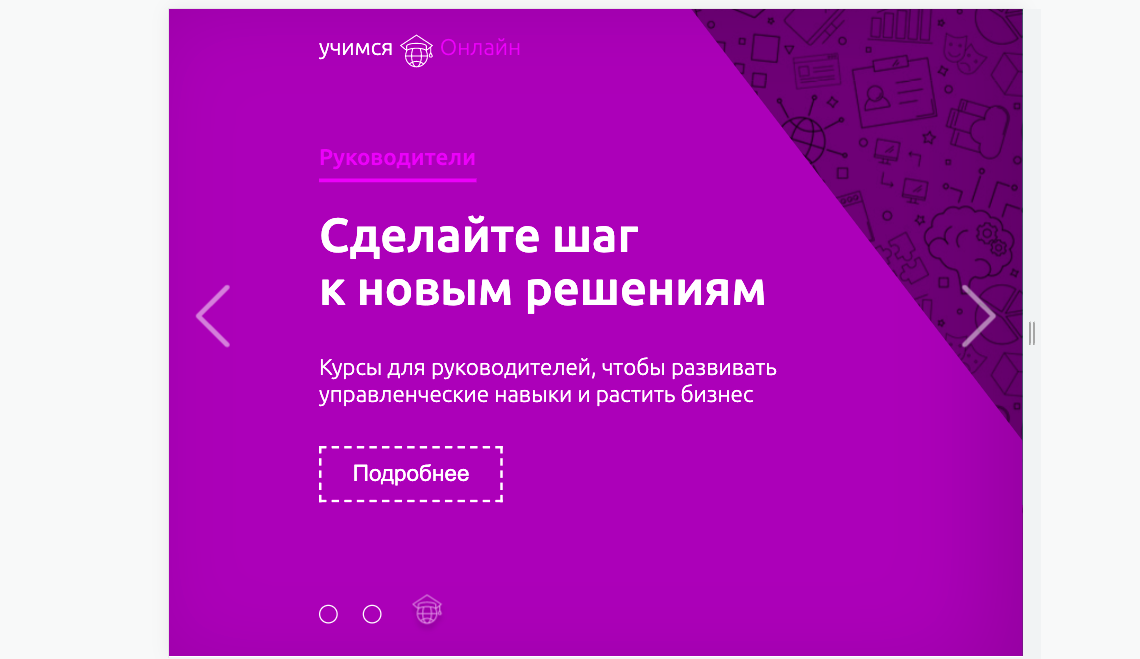 учимся Онлайн
Руководители
Сделайте шаг
к новым решениям
Курсы для руководителей, чтобы развивать
управленческие навыки и растить бизнес
Подробнее